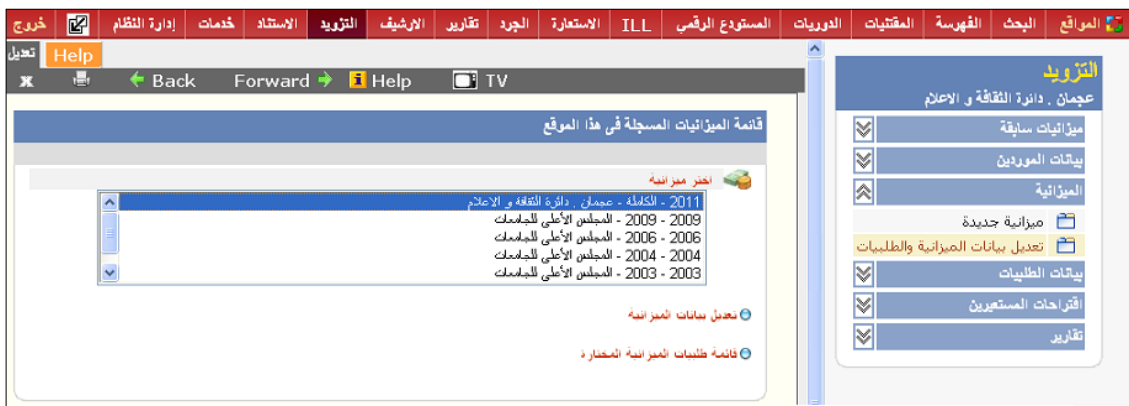 المواقع البحث الفهرسة المقتنيات الدوريات المستودع الرقمي ILL الاستعارة الجرد تقارير الارشيف التزويد الاستناد خدمات إدارة النظام خروج
Help تعديل
x Back Forward Help TV
التزويد
عجمان . دائرة الثقافة و الاعلام
ميزانيات سابقة
بيانات الموردين
الميزانية
ميزانية جديدة
تعديل بيانات الميزانية والطلبيات
بيانات الطلبيات
اقتراحات المستعيرين
تقارير
قائمة الميزانيات المسجلة في هذا الموقع
اختر ميزانية
2011 - الكاملة - عجمان . دائرة الثقافة و الاعلام
2009 - 2009 - المجلس الأعلى للجامعات
2006 - 2006 - المجلس الأعلى للجامعات
2004 - 2004 - المجلس الأعلى للجامعات
2003 - 2003 - المجلس الأعلى للجامعات
تعديل بيانات الميزانية
قائمة طلبيات الميزانية المختارة